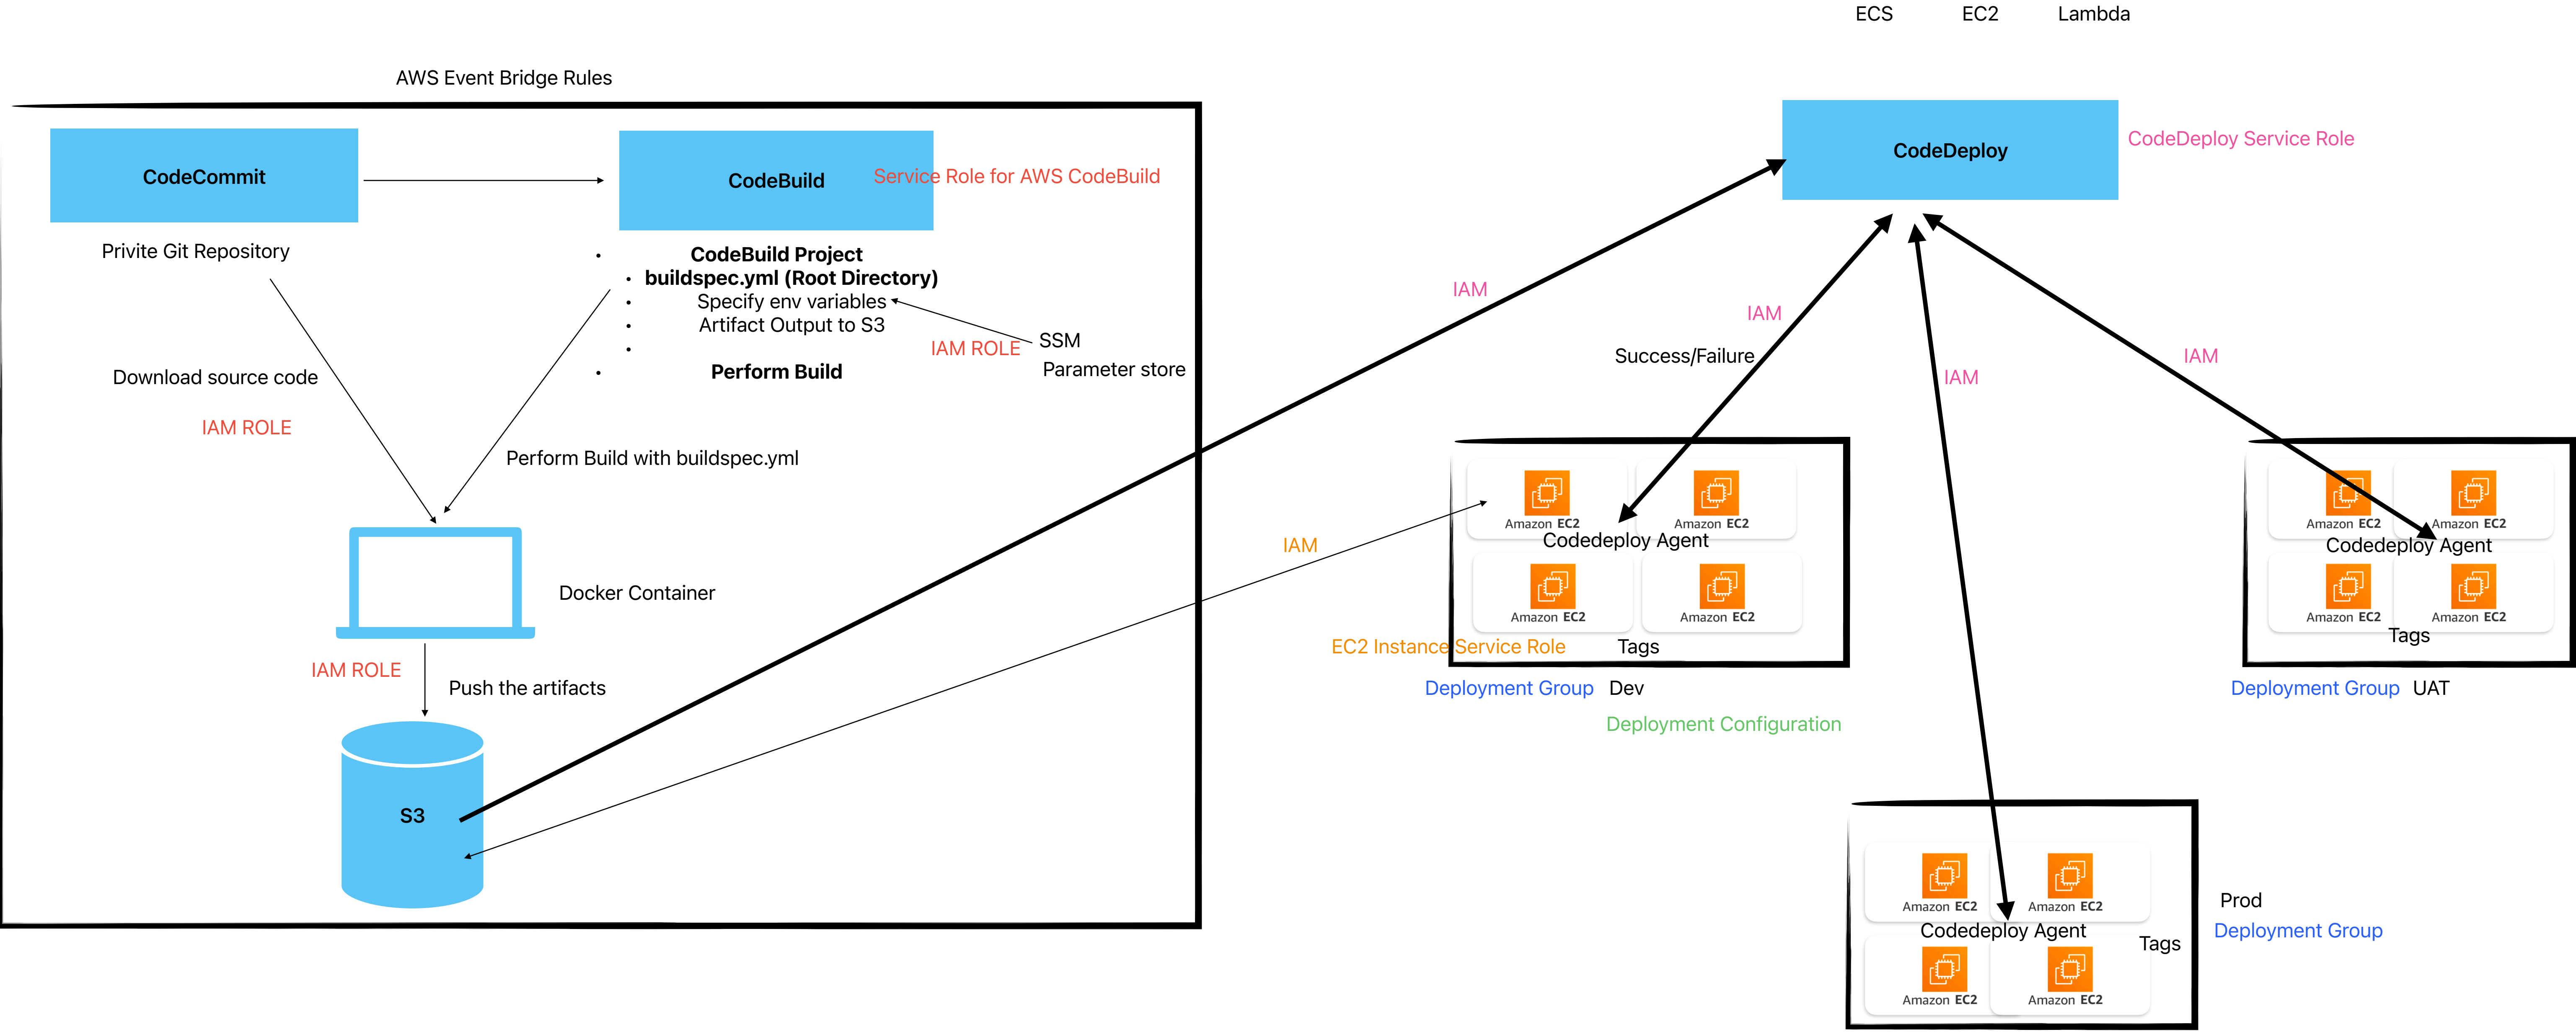 ECS EC2 Lambda
AWS Event Bridge Rules
CodeCommit
CodeBuild
Service Role for AWS CodeBuild
CodeDeploy
CodeDeploy Service Role
Privite Git Repository
CodeBuild Project
buildspec.yml (Root Directory)
Specify env variables
Artifact Output to S3
Perform Build
SSM
Parameter store
IAM ROLE
Download source code
IAM ROLE
Perform Build with buildspec.yml
Docker Container
IAM ROLE
Push the artifacts
S3
IAM
IAM
Success/Failure
IAM
IAM
IAM
Amazon EC2
Amazon EC2
Codedeploy Agent
Amazon EC2
Amazon EC2
EC2 Instance Service Role
Tags
Deployment Group Dev
Deployment Configuration
Amazon EC2
Amazon EC2
Codedeploy Agent
Amazon EC2
Amazon EC2
Tags
Deployment Group UAT
Amazon EC2
Amazon EC2
Codedeploy Agent
Tags
Amazon EC2
Amazon EC2
Prod
Deployment Group